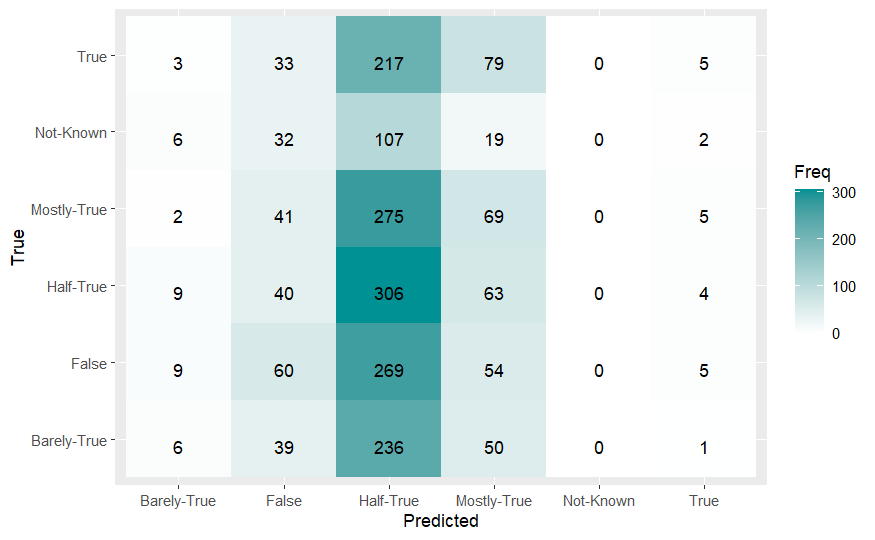 True 3 33 217 79 0 5
Not-Known 6 32 107 19 0 2
Mostly-True 2 41 275 69 0 5
Half-True 9 40 306 63 0 4
False 9 60 269 54 0 5
Barely-True 6 39 236 50 0 1
Barely-True False Half-True Mostly-True Not-Known True
Predicted
True
Freq
300
200
100
0